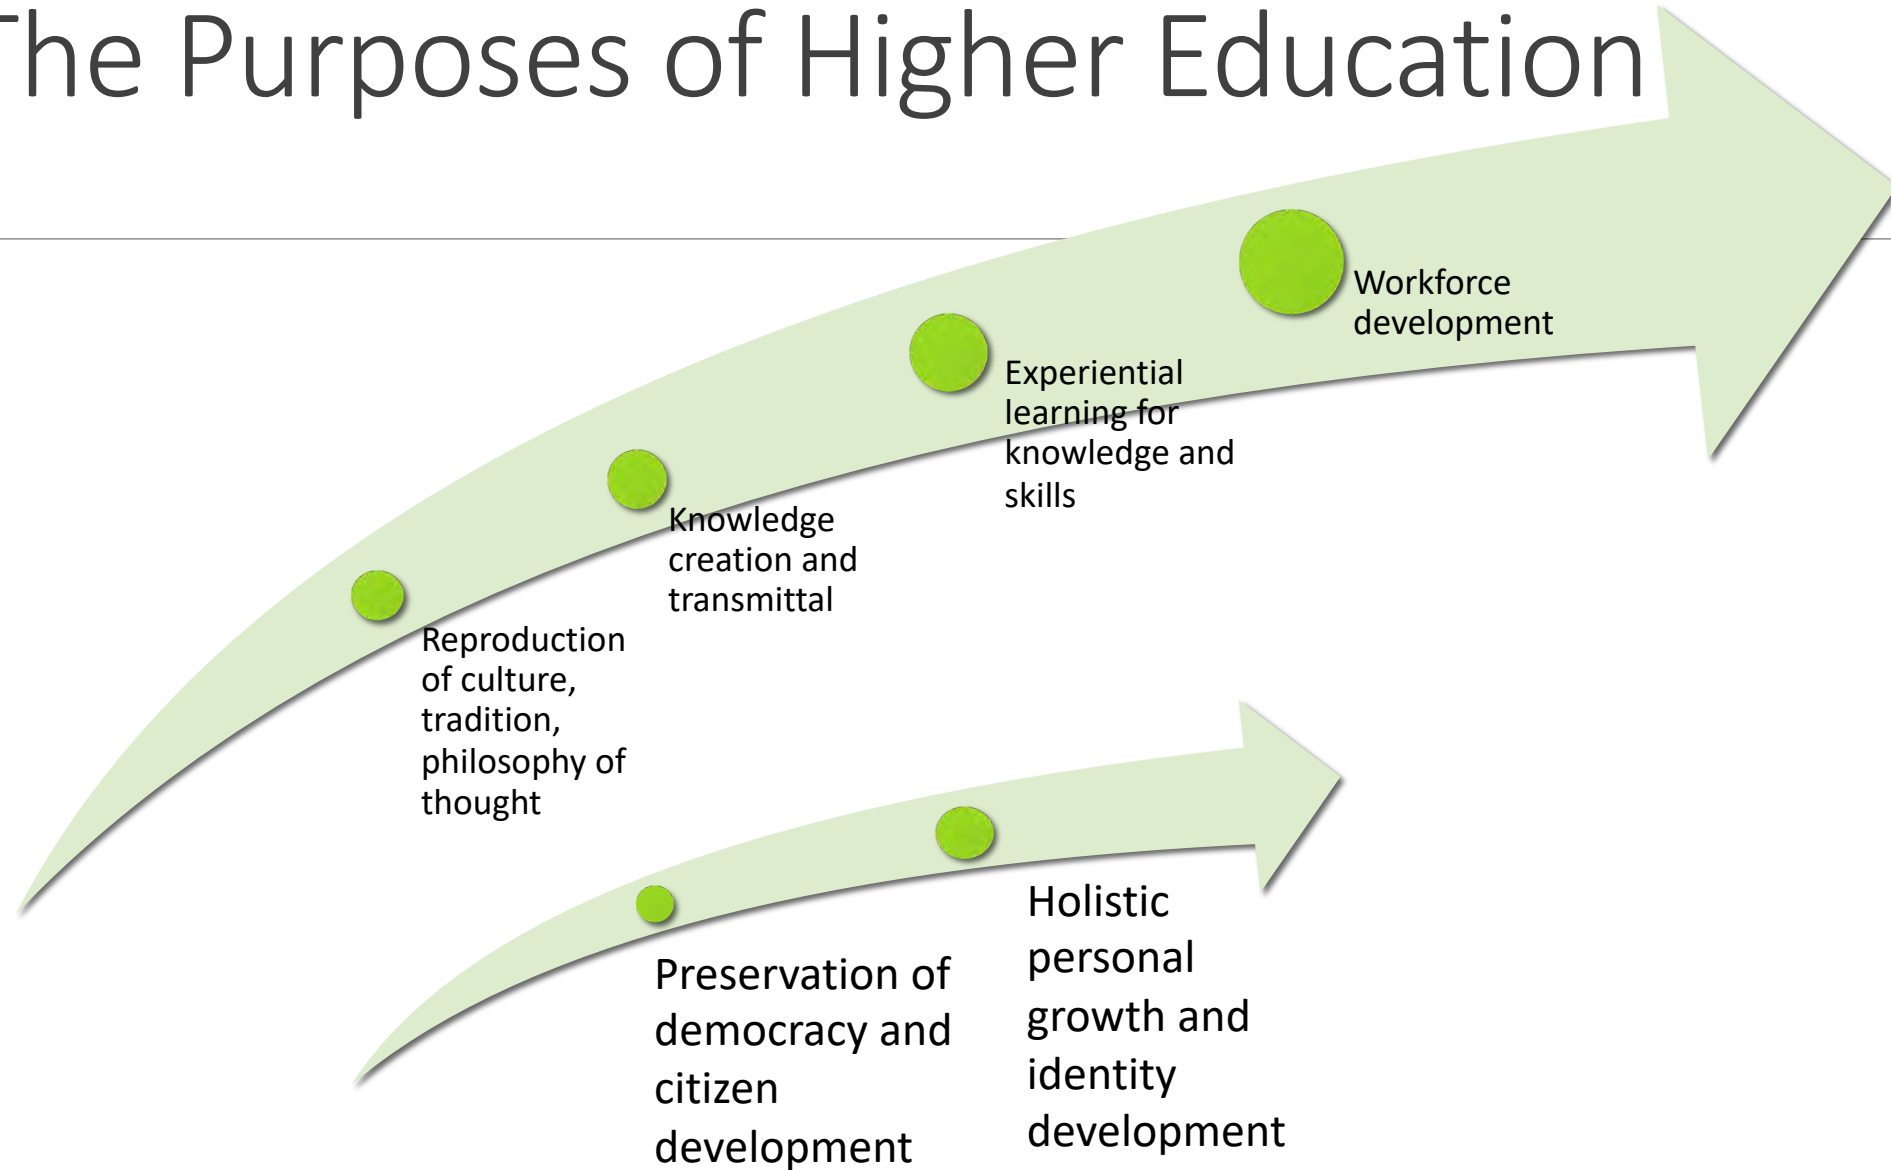 The Purposes of Higher Education
Workforce
development
Experiential
learning for
knowledge and
skills
Knowledge
creation and
transmittal
Reproduction
of culture,
tradition,
philosophy of
thought
Preservation of
democracy and
citizen
development
Holistic
personal
growth and
identity
development